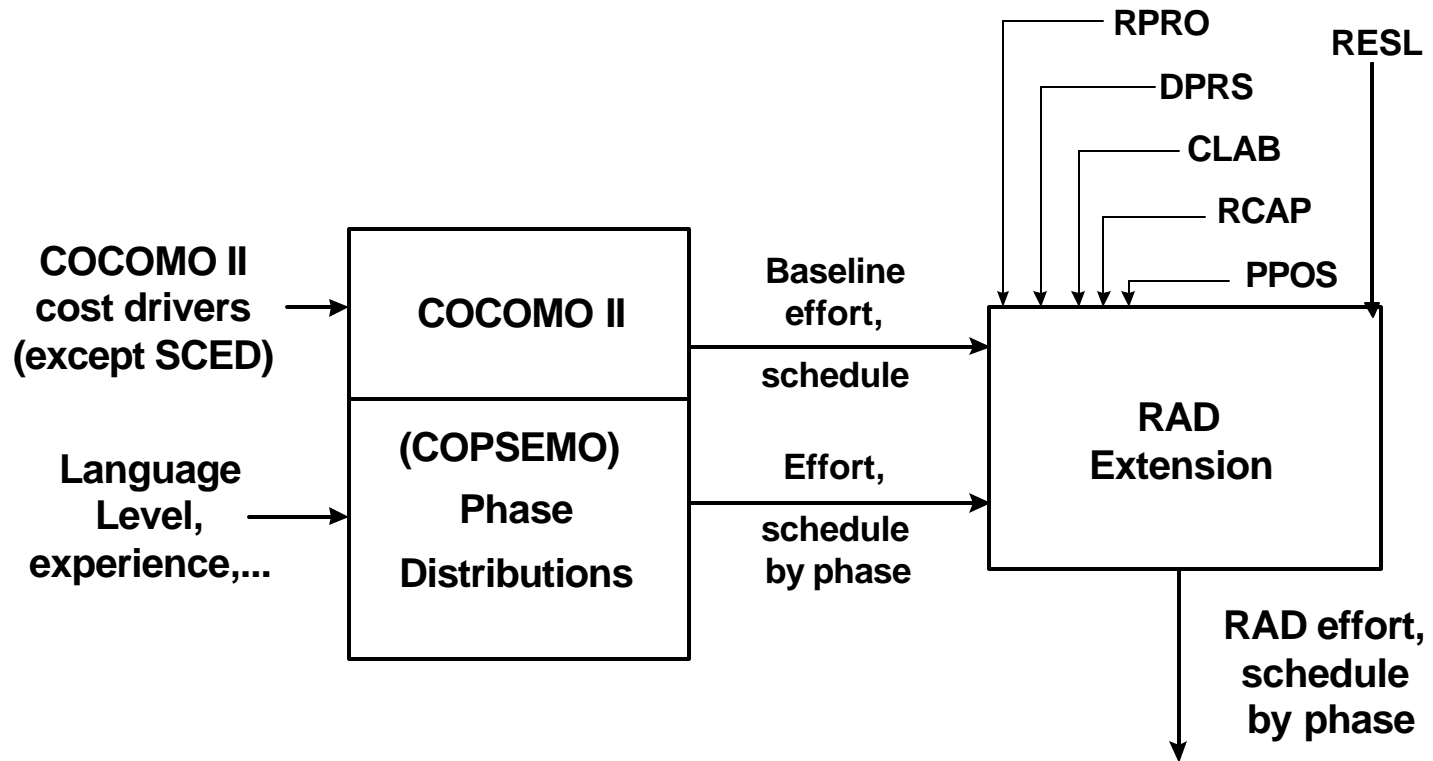 RPRO
RESL
DPRS
CLAB
RCAP
PPOS
COCOMO II
cost drivers
(except SCED)
COCOMO II
Baseline
effort,
schedule
Language
Level,
experience,...
(COPSEMO)
Phase
Distributions
Effort,
schedule
by phase
RAD
Extension
RAD effort,
schedule
by phase